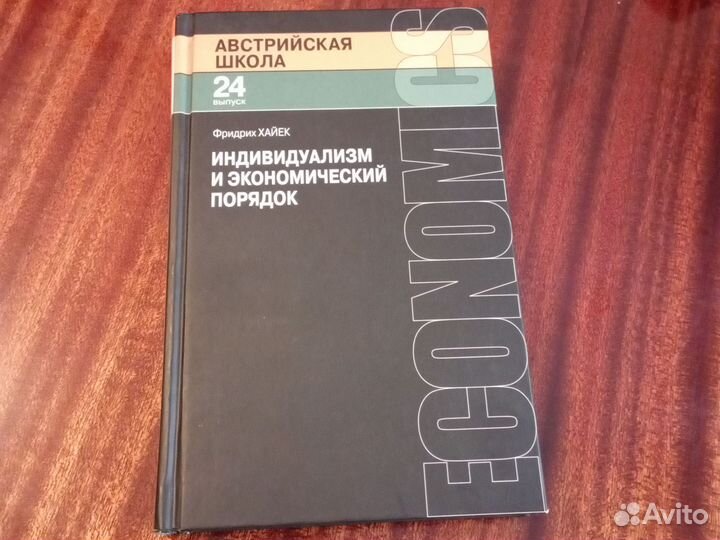 АВСТРИЙСКАЯ
ШКОЛА
24
выпуск
Фридрих ХАЙЕК
ИНДИВИДУАЛИЗМ
И ЭКОНОМИЧЕСКИЙ
ПОРЯДОК
ECONOMICS
Avito